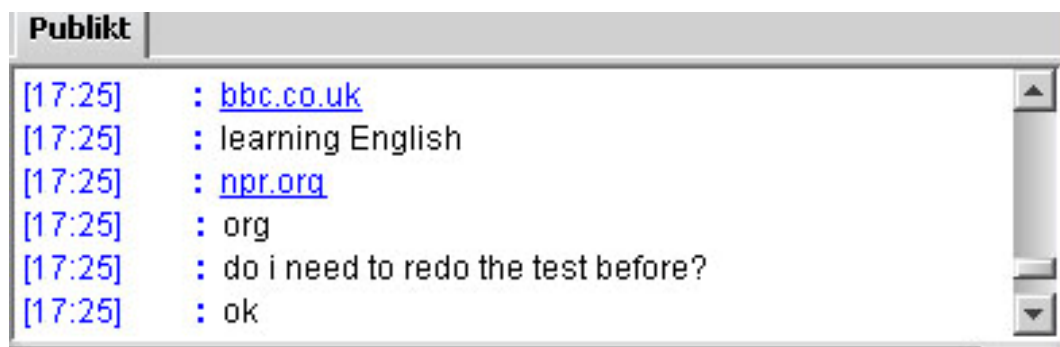 Publikt
[17:25] : bbc.co.uk
[17:25] : learning English
[17:25] : npr.orq
[17:25] : org
[17:25] : do i need to redo the test before?
[17:25] : ok